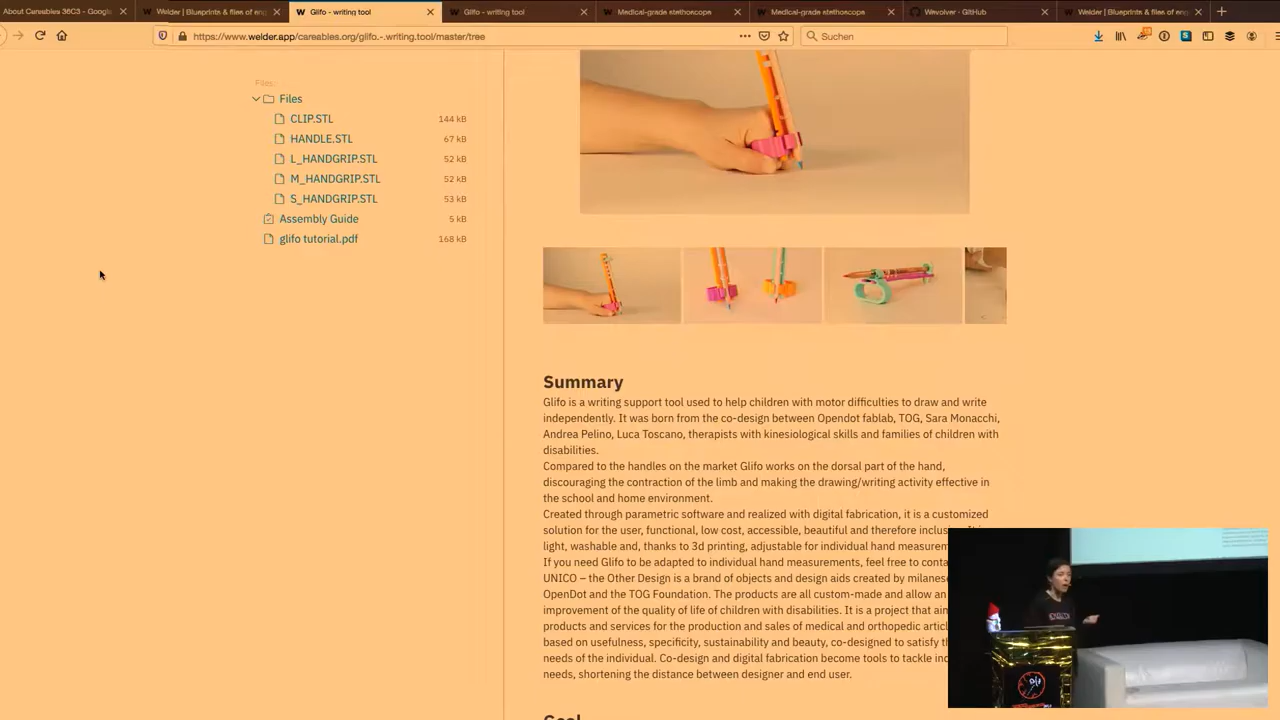 About Careables 36C3 - Google
Welder | Blueprints & files of eng
Glifo - writing tool
Glifo - writing tool
Medical-grade stethoscope
Medical-grade stethoscope
Wevolver · GitHub
Welder | Blueprints & files of eng
https://www.welder.app/careables.org/glifo.-.writing.tool/master/tree
Suchen
Files:
Files
CLIP.STL 144 kB
HANDLE.STL 67 kB
L_HANDGRIP.STL 52 kB
M_HANDGRIP.STL 52 kB
S_HANDGRIP.STL 53 kB
Assembly Guide 5 kB
glifo tutorial.pdf 168 kB
Summary
Glifo is a writing support tool used to help children with motor difficulties to draw and write
independently. It was born from the co-design between Opendot fablab, TOG, Sara Monacchi,
Andrea Pelino, Luca Toscano, therapists with kinesiological skills and families of children with
disabilities.
Compared to the handles on the market Glifo works on the dorsal part of the hand,
discouraging the contraction of the limb and making the drawing/writing activity effective in
the school and home environment.
Created through parametric software and realized with digital fabrication, it is a customized
solution for the user, functional, low cost, accessible, beautiful and therefore inclus
light, washable and, thanks to 3d printing, adjustable for individual hand measurem
If you need Glifo to be adapted to individual hand measurements, feel free to conta
UNICO – the Other Design is a brand of objects and design aids created by milanes
OpenDot and the TOG Foundation. The products are all custom-made and allow an
improvement of the quality of life of children with disabilities. It is a project that aim
products and services for the production and sales of medical and orthopedic articl
based on usefulness, specificity, sustainability and beauty, co-designed to satisfy th
needs of the individual. Co-design and digital fabrication become tools to tackle inc
needs, shortening the distance between designer and end user.
Goal